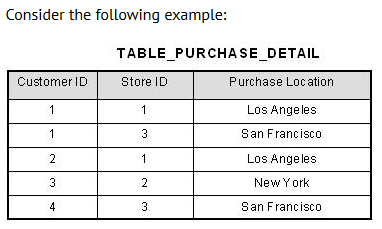 Consider the following example:
TABLE_PURCHASE_DETAIL
Customer ID Store ID Purchase Location
1 1 Los Angeles
1 3 San Francisco
2 1 Los Angeles
3 2 New York
4 3 San Francisco